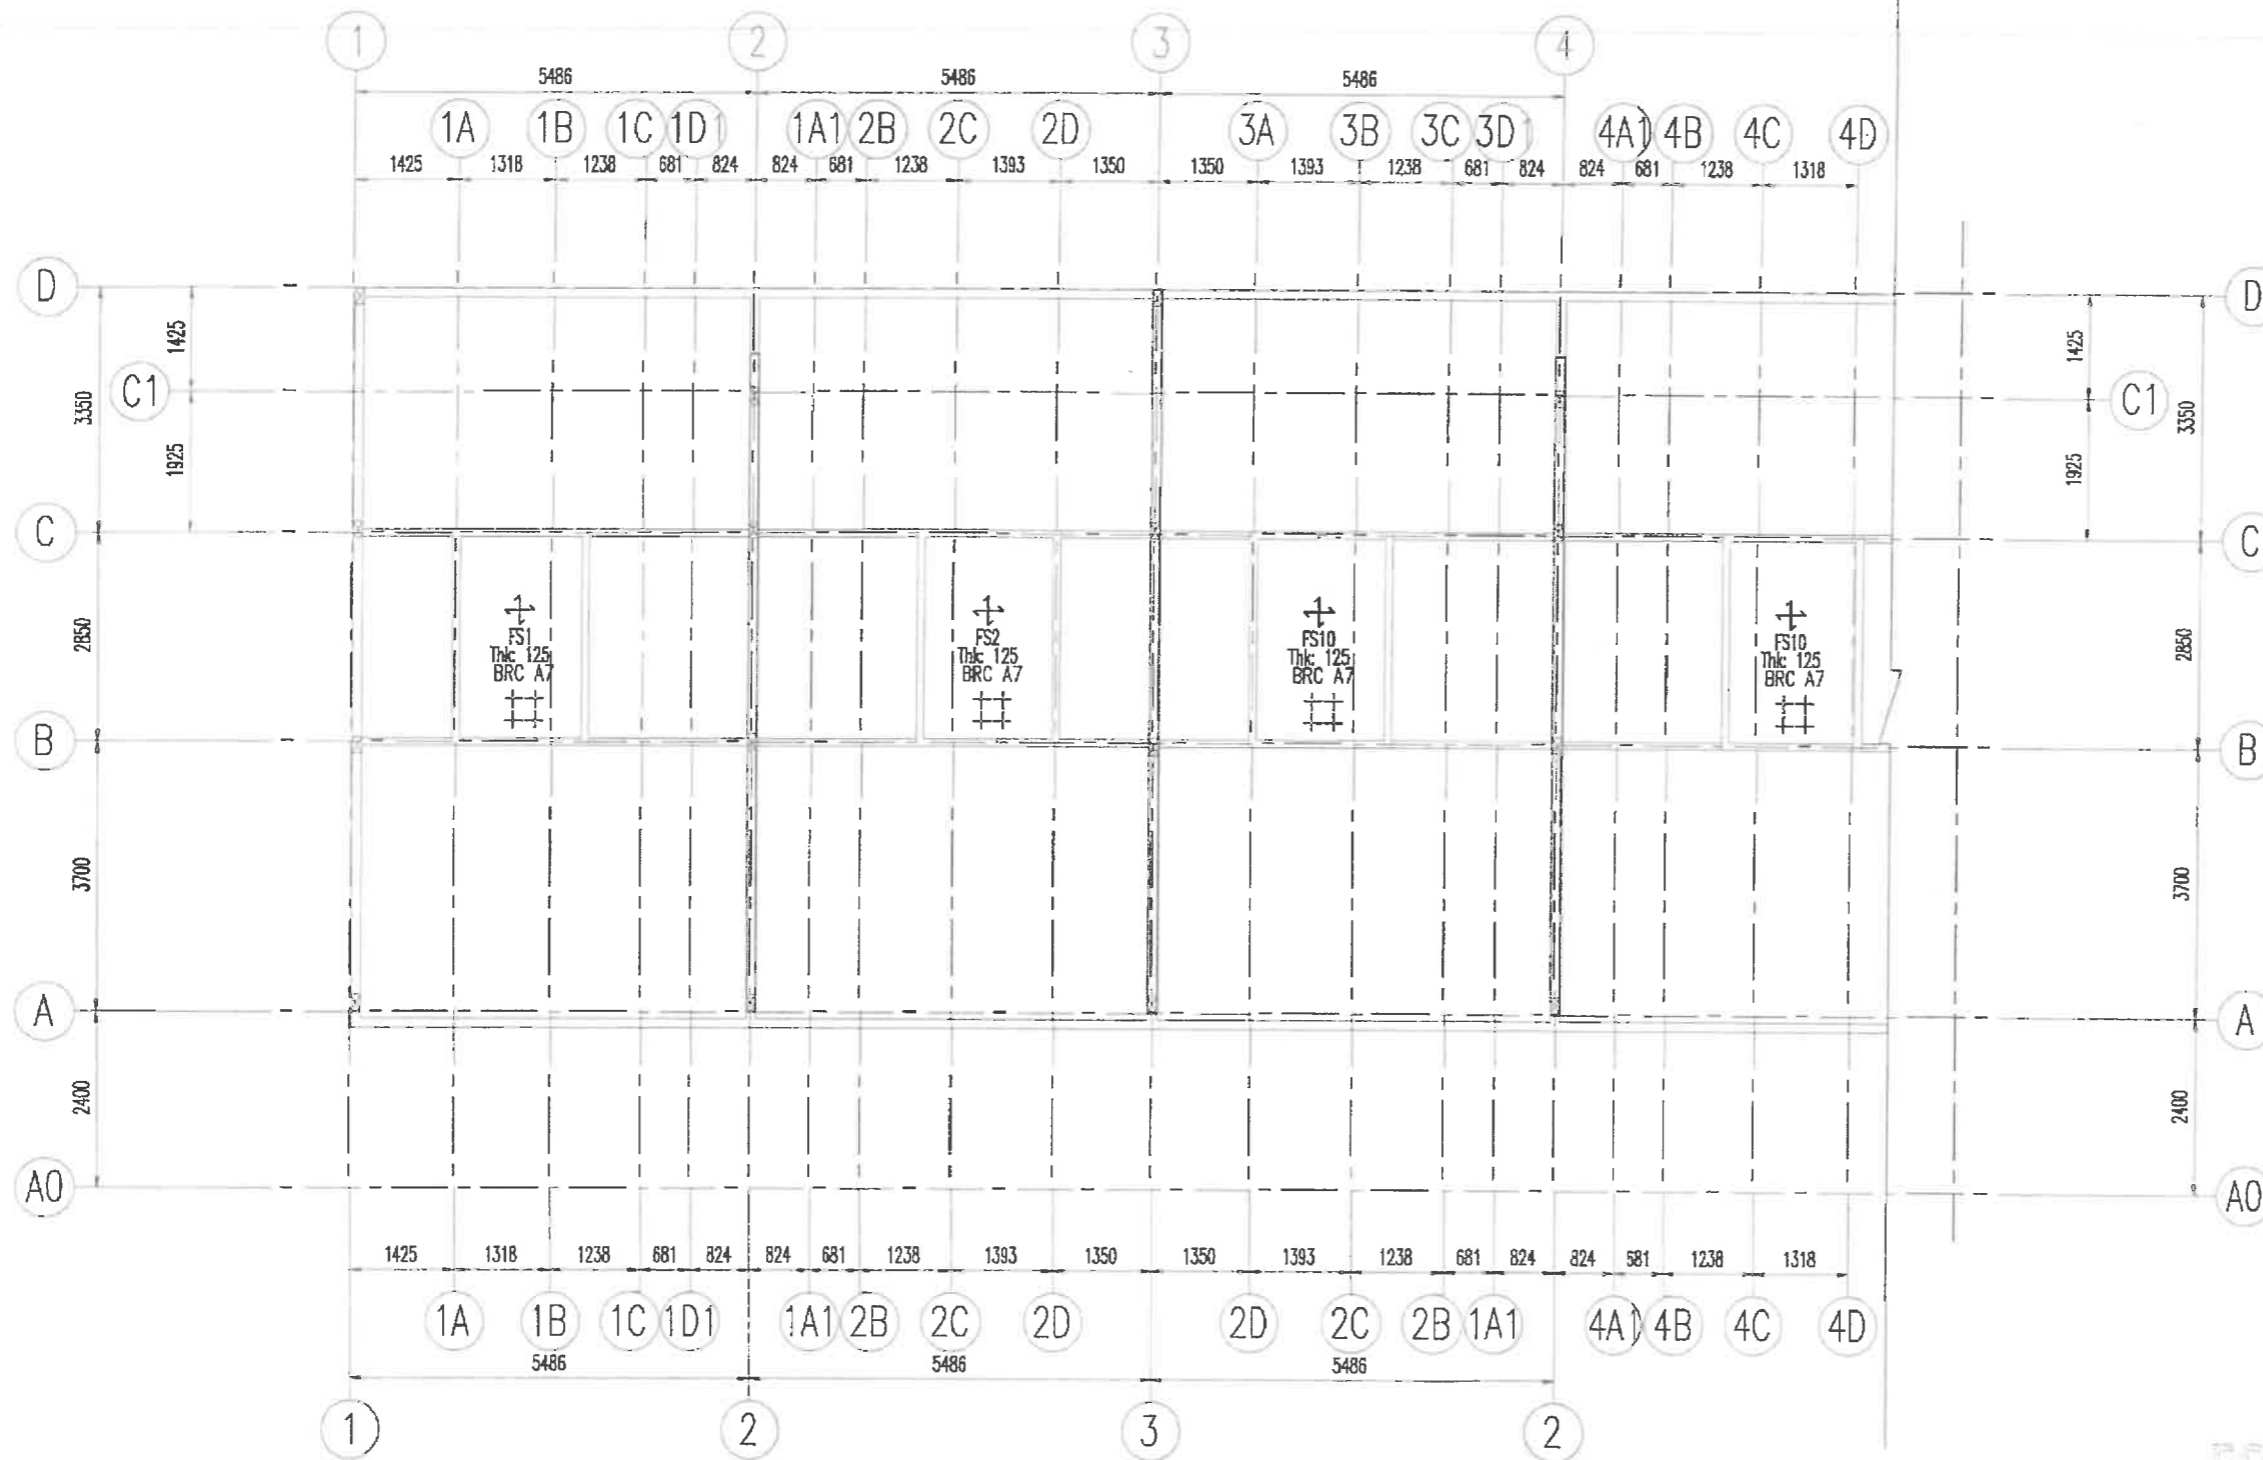 1 2 3 4
5486 5486 5486
1A 1B 1C 1D1 1A1 2B 2C 2D 3A 3B 3C 3D1 4A1) 4B 4C 4D
1425 1318 1238 681 824 824 681 1238 1393 1350 1350 1393 1238 681 824 824 681 1238 1318
D D
1425 1425
C1 3350 C1 3350
1925 1925
C C
2850 2850
FS1
Thk: 125
BRC A7
FS2
Thk: 125
BRC A7
FS10
Thk: 125
BRC A7
FS10
Thk: 125
BRC A7
B B
3700 3700
A A
2400 2400
A0 A0
1425 1318 1238 681 824 824 681 1238 1393 1350 1350 1393 1238 681 824 824 581 1238 1318
1A 1B 1C 1D1 1A1 2B 2C 2D 2D 2C 2B 1A1 4A1) 4B 4C 4D
5486 5486 5486
1 2 3 2